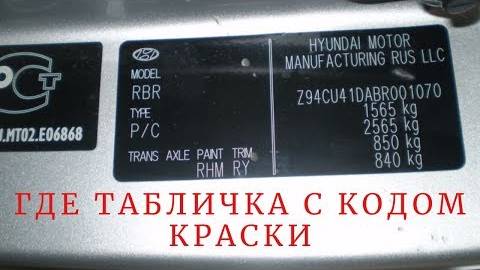 HYUNDAI MOTOR
MANUFACTURING RUS LLC
MODEL
RBR
Z94CU41DABR001070
TYPE
1565 kg
P/C
2565 kg
850 kg
TRANS AXLE PAINT TRIM
840 kg
RHM RY
.MT02.E06868
ГДЕ ТАБЛИЧКА С КОДОМ
КРАСКИ